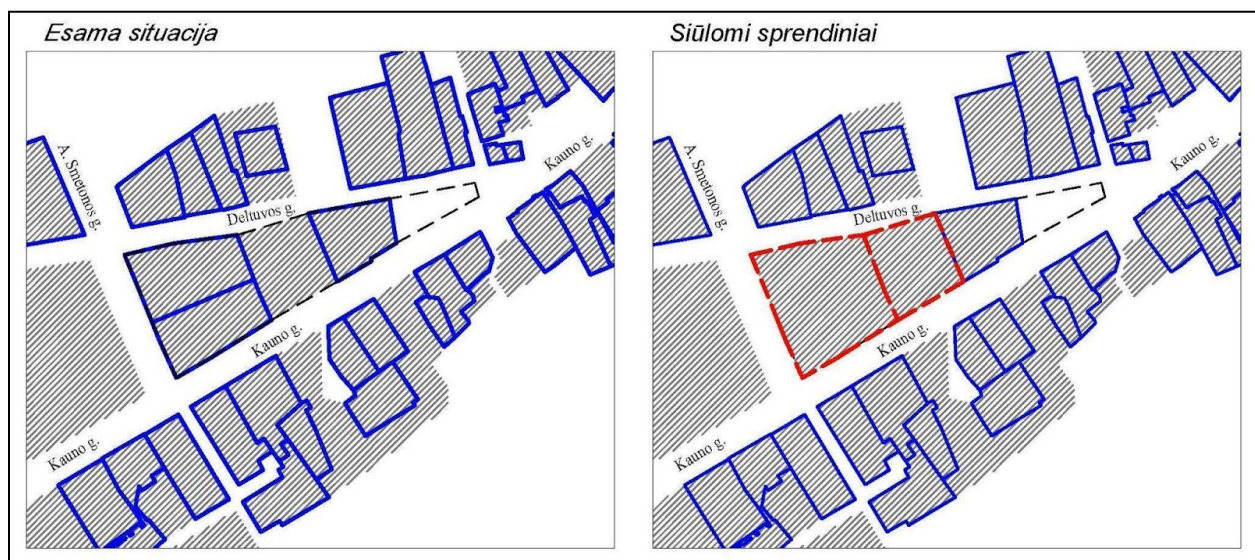 Esama situacija
A. Smetonos g.
Kauno g.
Deltuvos g.
Kauno g.
Kauno g.
Siūlomi sprendiniai
A. Smetonos g.
Kauno g.
Deltuvos g.
Kauno g.
Kauno g.